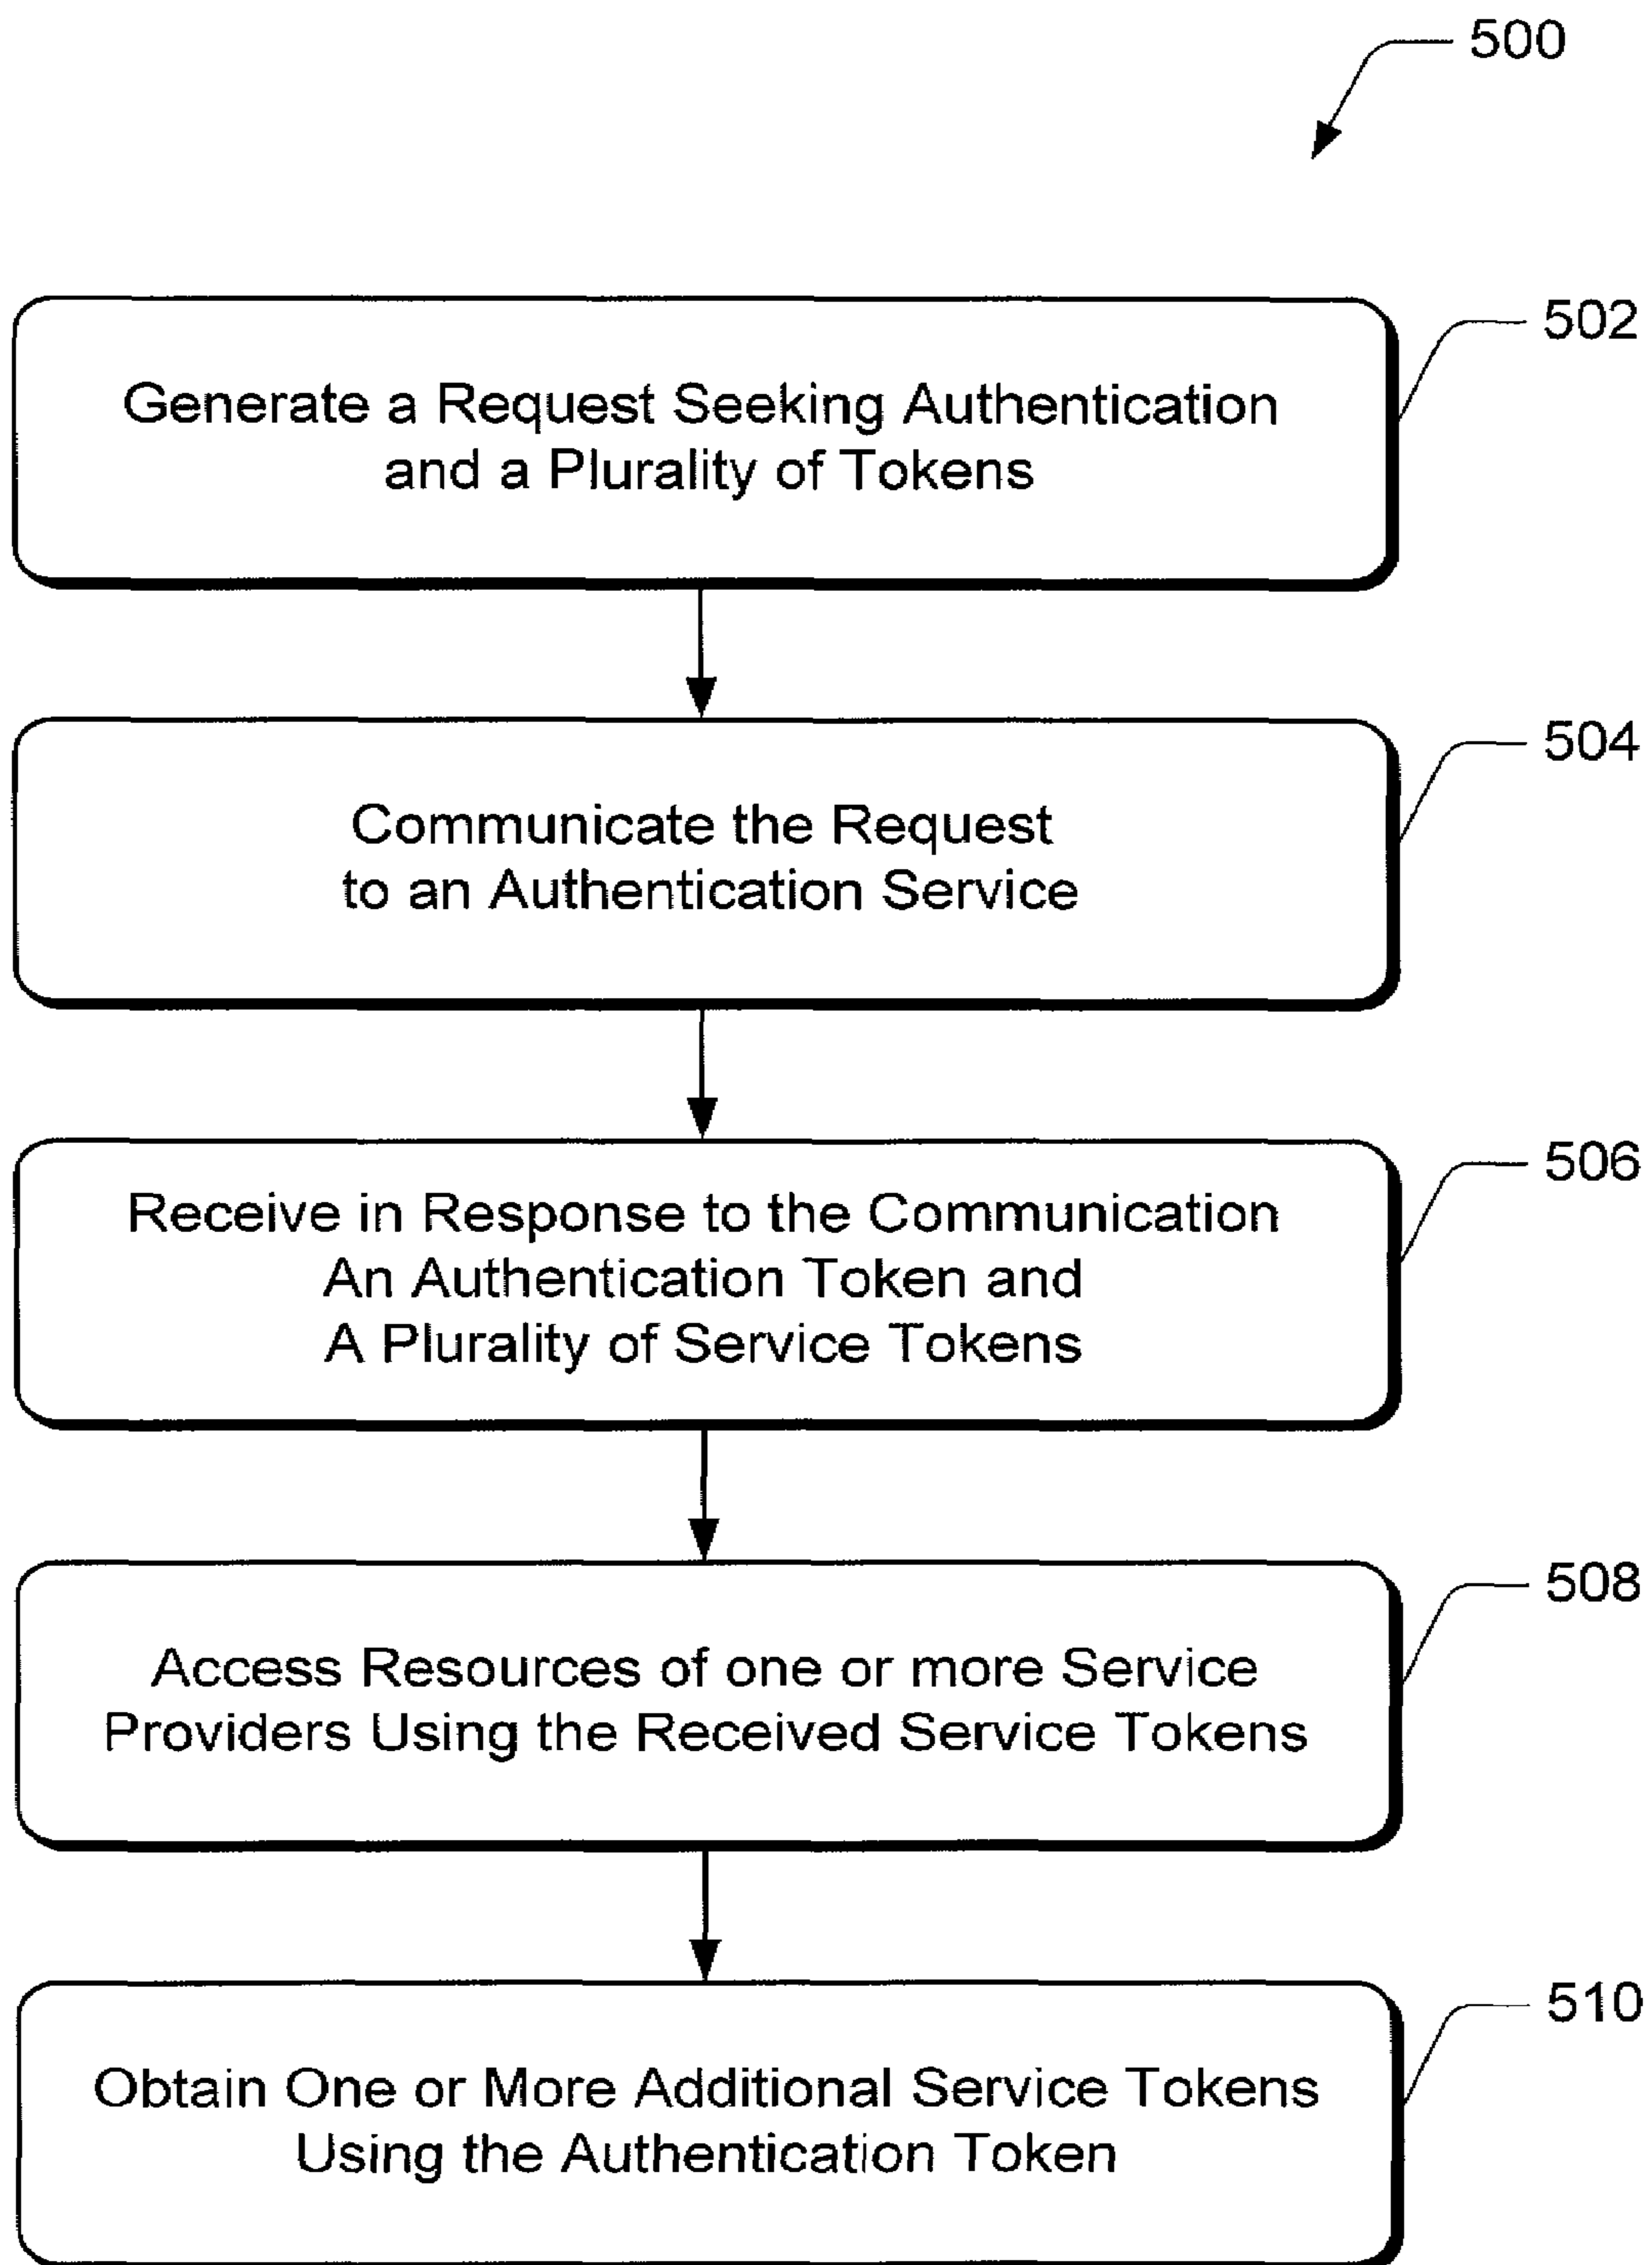 500
502
Generate a Request Seeking Authentication
and a Plurality of Tokens
504
Communicate the Request
to an Authentication Service
506
Receive in Response to the Communication
An Authentication Token and
A Plurality of Service Tokens
508
Access Resources of one or more Service
Providers Using the Received Service Tokens
510
Obtain One or More Additional Service Tokens
Using the Authentication Token